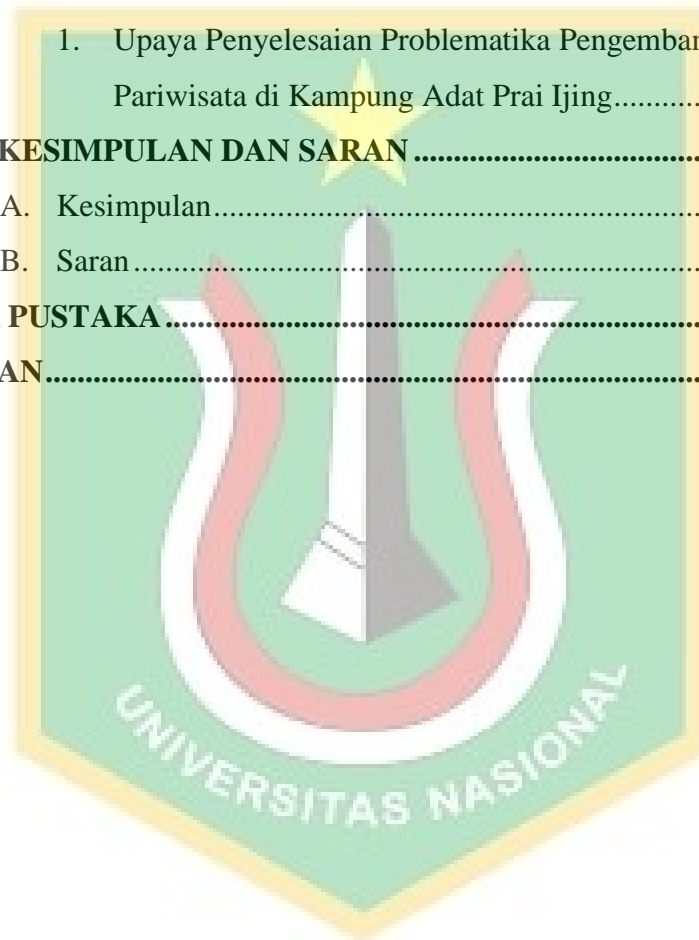 1. Upaya Penyelesaian Problematika Pengemban
Pariwisata di Kampung Adat Prai Ijing............
KESIMPULAN DAN SARAN....................................
A. Kesimpulan............................................................
B. Saran......................................................................
PUSTAKA..................................................................
AN................................................................................
UNIVERSITAS NASIONAL